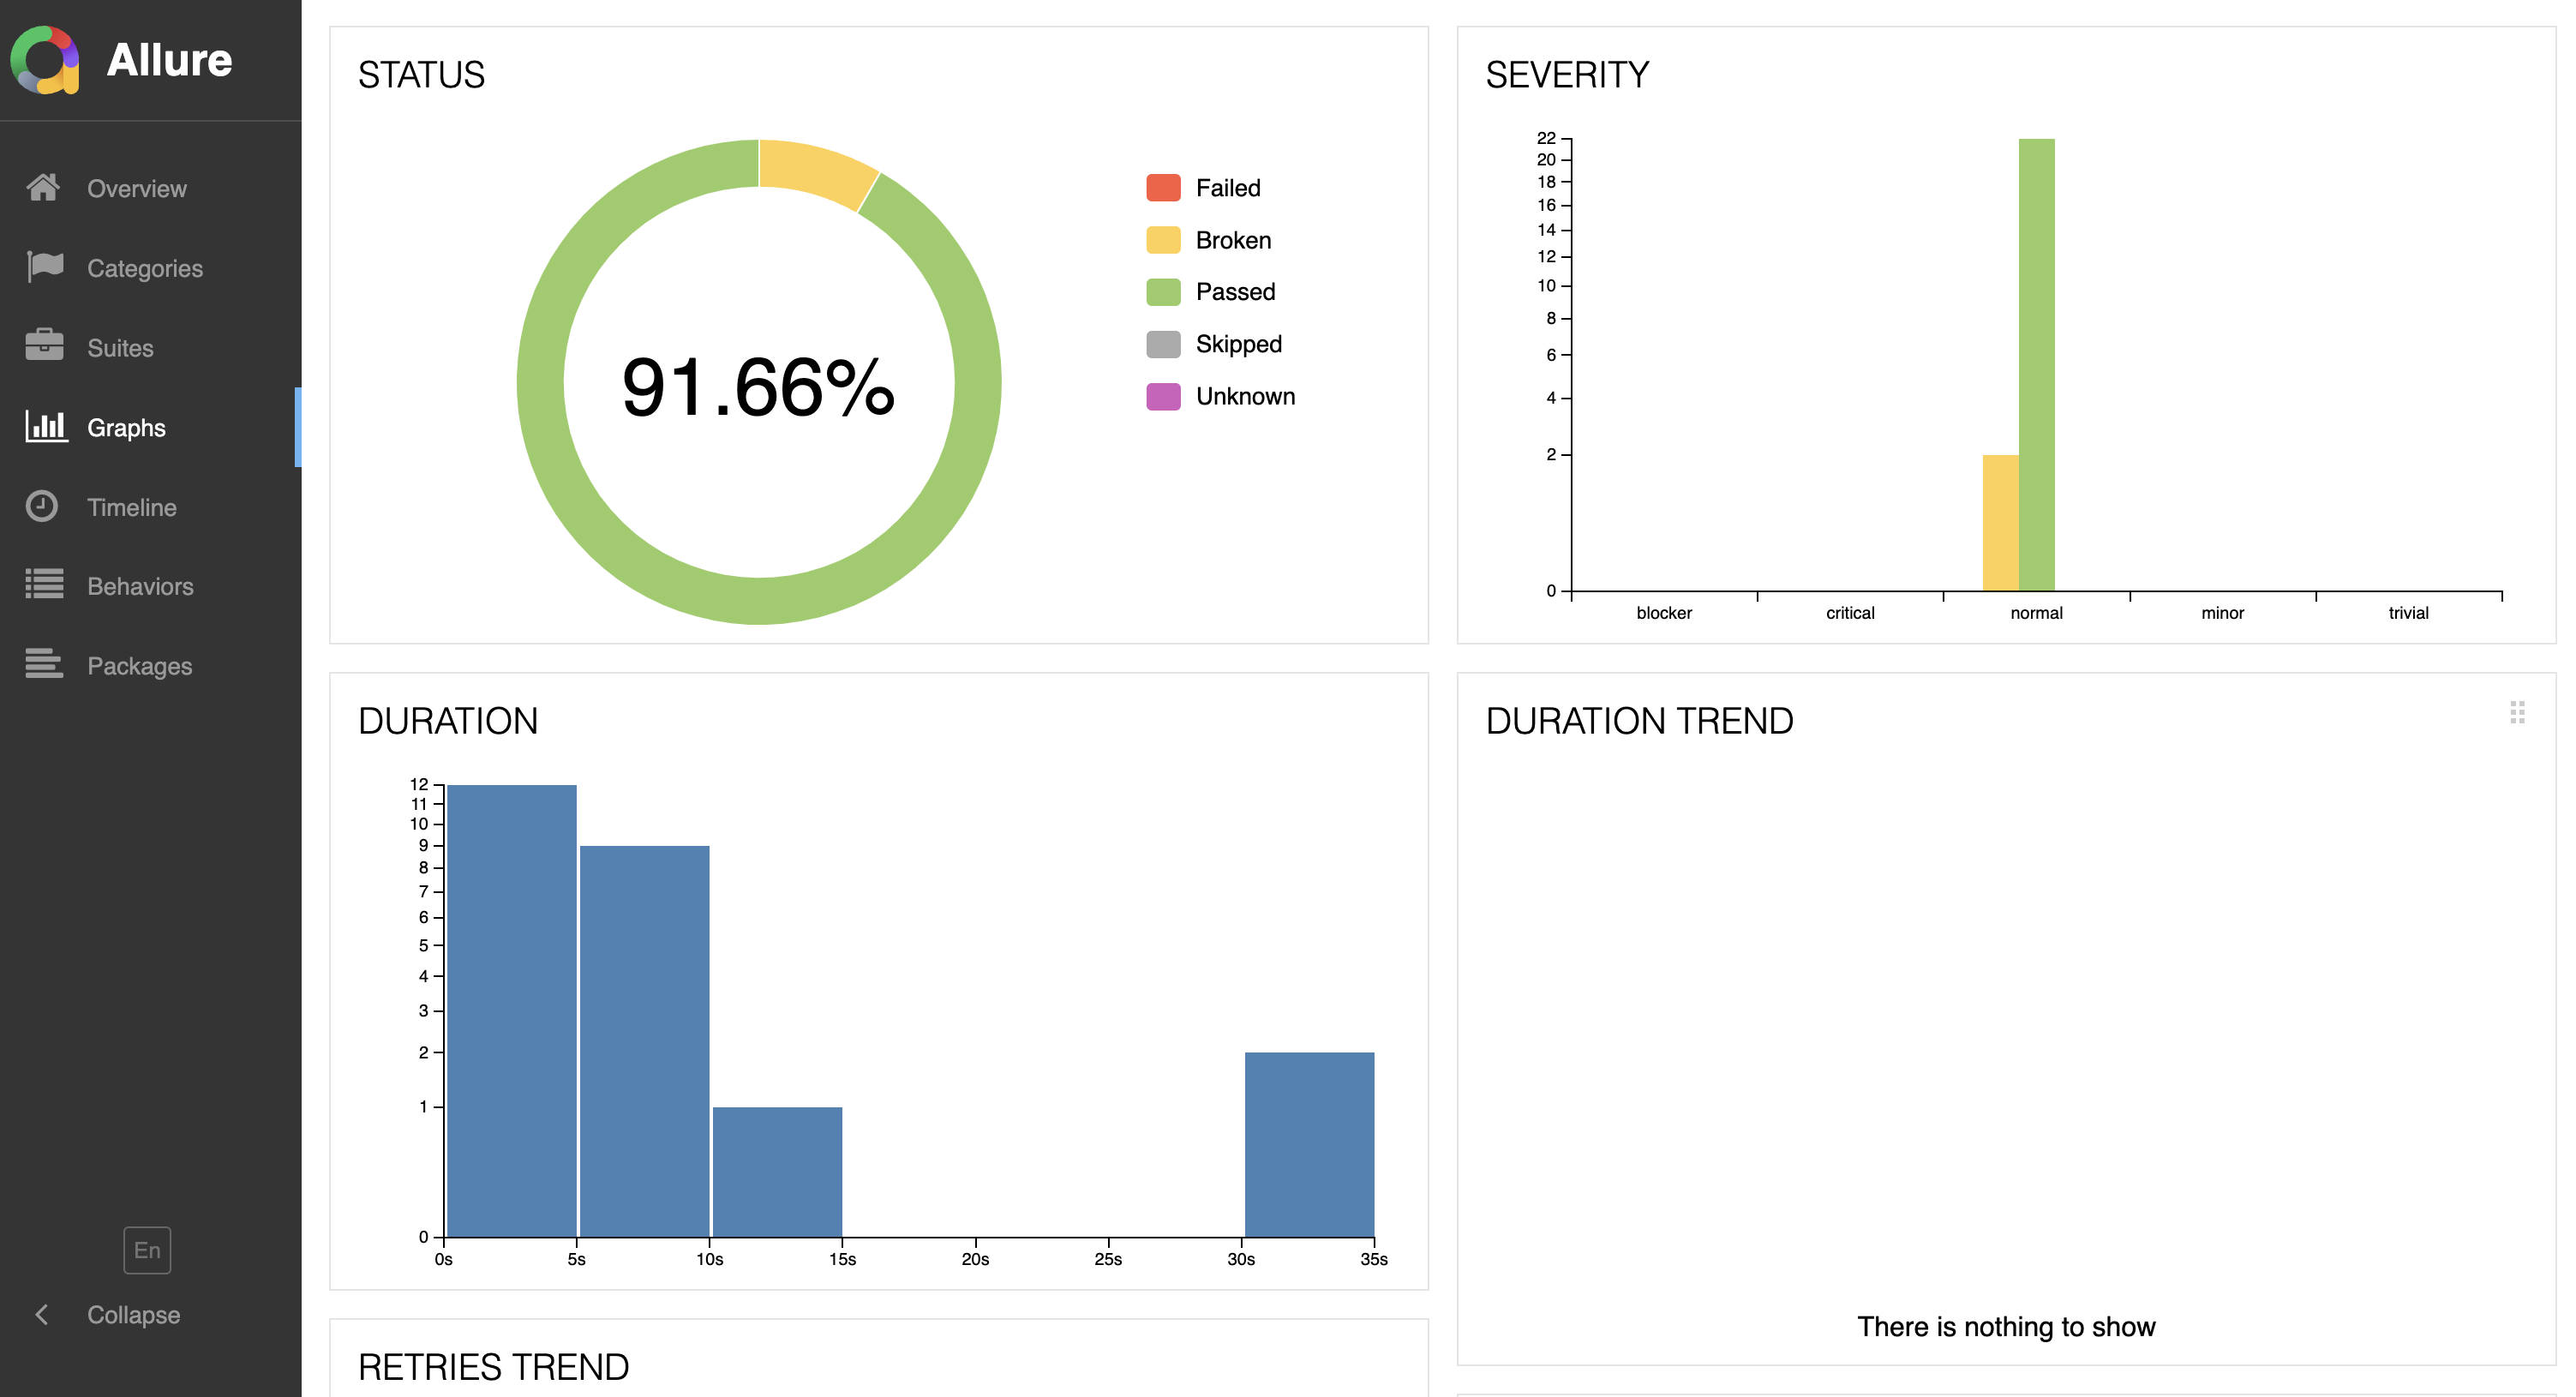 Allure
Overview
Categories
Suites
Graphs
Timeline
Behaviors
Packages
En
Collapse
STATUS
91.66%
Failed
Broken
Passed
Skipped
Unknown
SEVERITY
22
20
18
16
14
12
10
8
6
4
2
0
blocker critical normal minor trivial
DURATION
12
11
10
9
8
7
6
5
4
3
2
1
0
0s 5s 10s 15s 20s 25s 30s 35s
DURATION TREND
There is nothing to show
RETRIES TREND